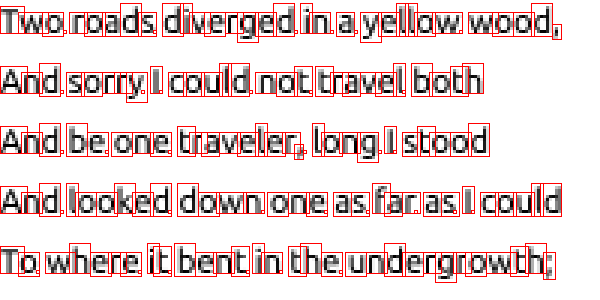 Two roads diverged in a yellow wood,
And sorry I could not travel both
And be one traveler, long I stood
And looked down one as far as I could
To where it bent in the undergrowth;